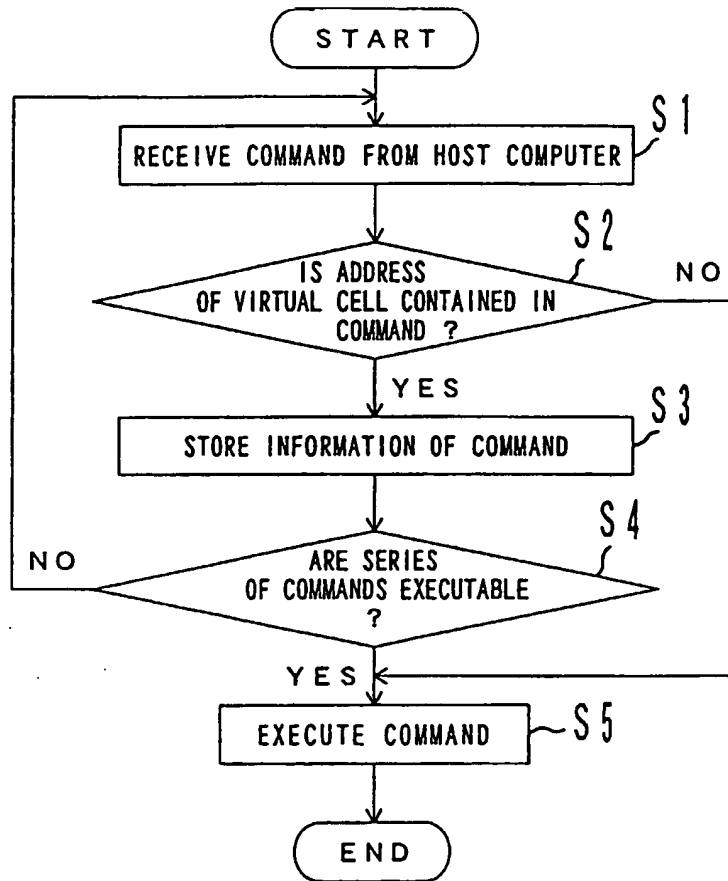 START
S1
RECEIVE COMMAND FROM HOST COMPUTER
S2
IS ADDRESS
OF VIRTUAL CELL CONTAINED IN
COMMAND ?
NO
YES
S3
STORE INFORMATION OF COMMAND
S4
NO
ARE SERIES
OF COMMANDS EXECUTABLE
?
YES
S5
EXECUTE COMMAND
END